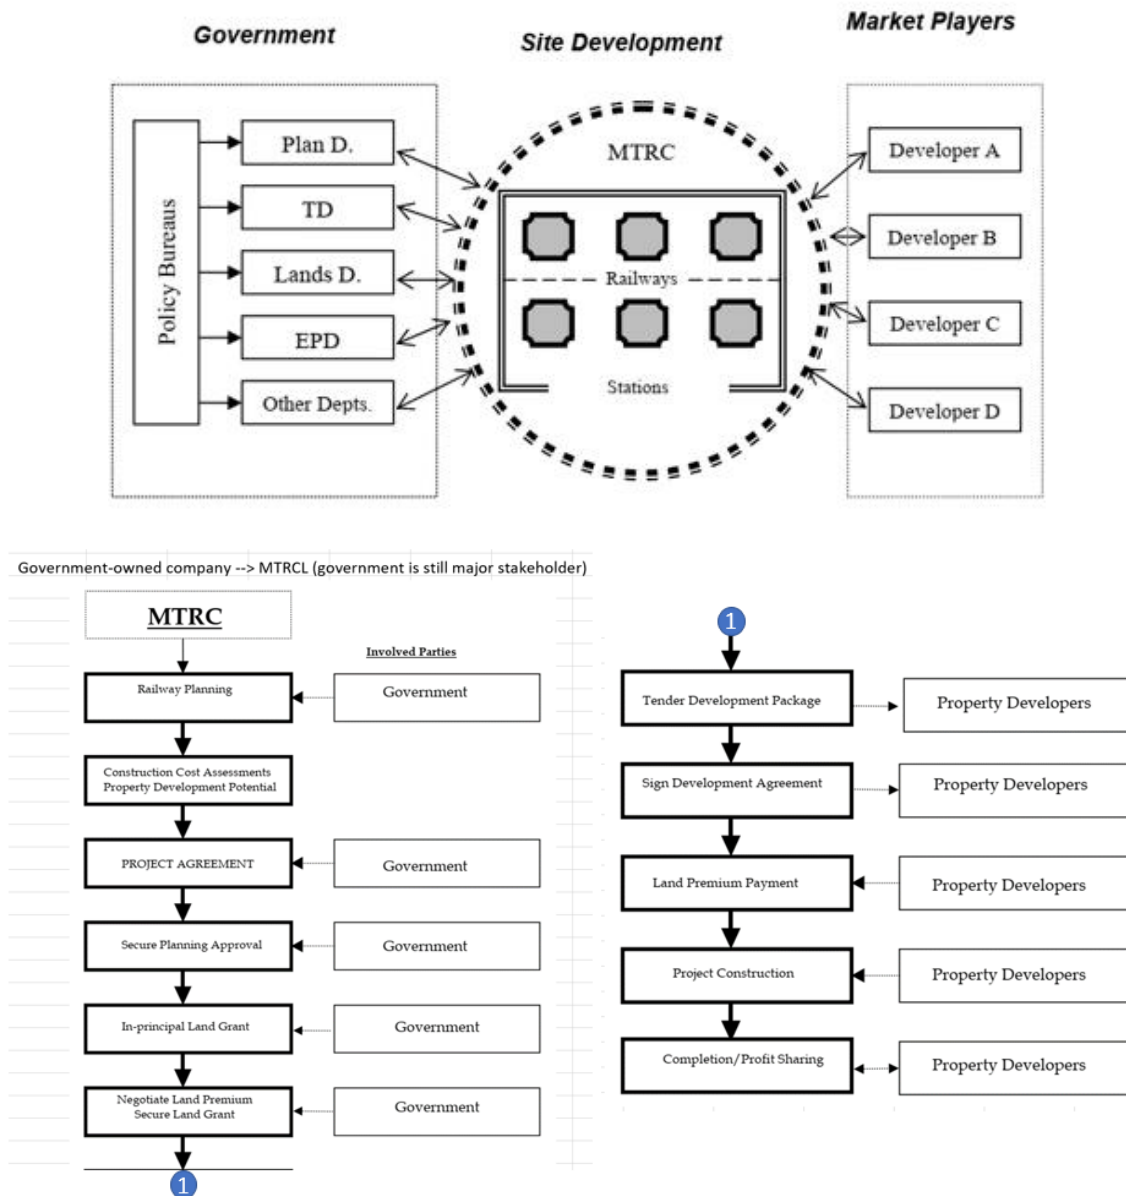 Government
Site Development
Market Players
Policy Bureaus
Plan D.
TD
Lands D.
EPD
Other Depts.
MTRC
Railways
Stations
Developer A
Developer B
Developer C
Developer D
Government-owned company --> MTRCL (government is still major stakeholder)
MTRC
Involved Parties
Railway Planning
Government
Construction Cost Assessments
Property Development Potential
PROJECT AGREEMENT
Government
Secure Planning Approval
Government
In-principal Land Grant
Government
Negotiate Land Premium
Secure Land Grant
Government
1
1
Tender Development Package
Property Developers
Sign Development Agreement
Property Developers
Land Premium Payment
Property Developers
Project Construction
Property Developers
Completion/Profit Sharing
Property Developers